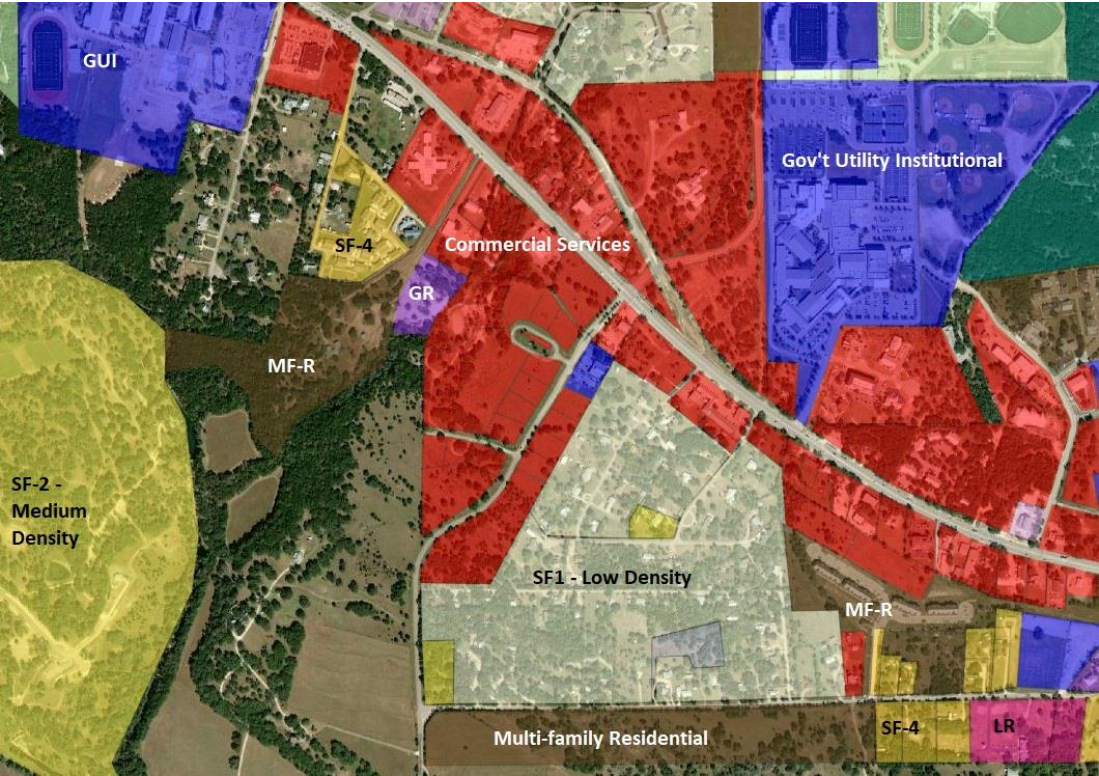 GUI
Gov't Utility Institutional
SF-4
Commercial Services
GR
MF-R
SF-2 -
Medium
Density
SF1 - Low Density
MF-R
Multi-family Residential
SF-4
LR